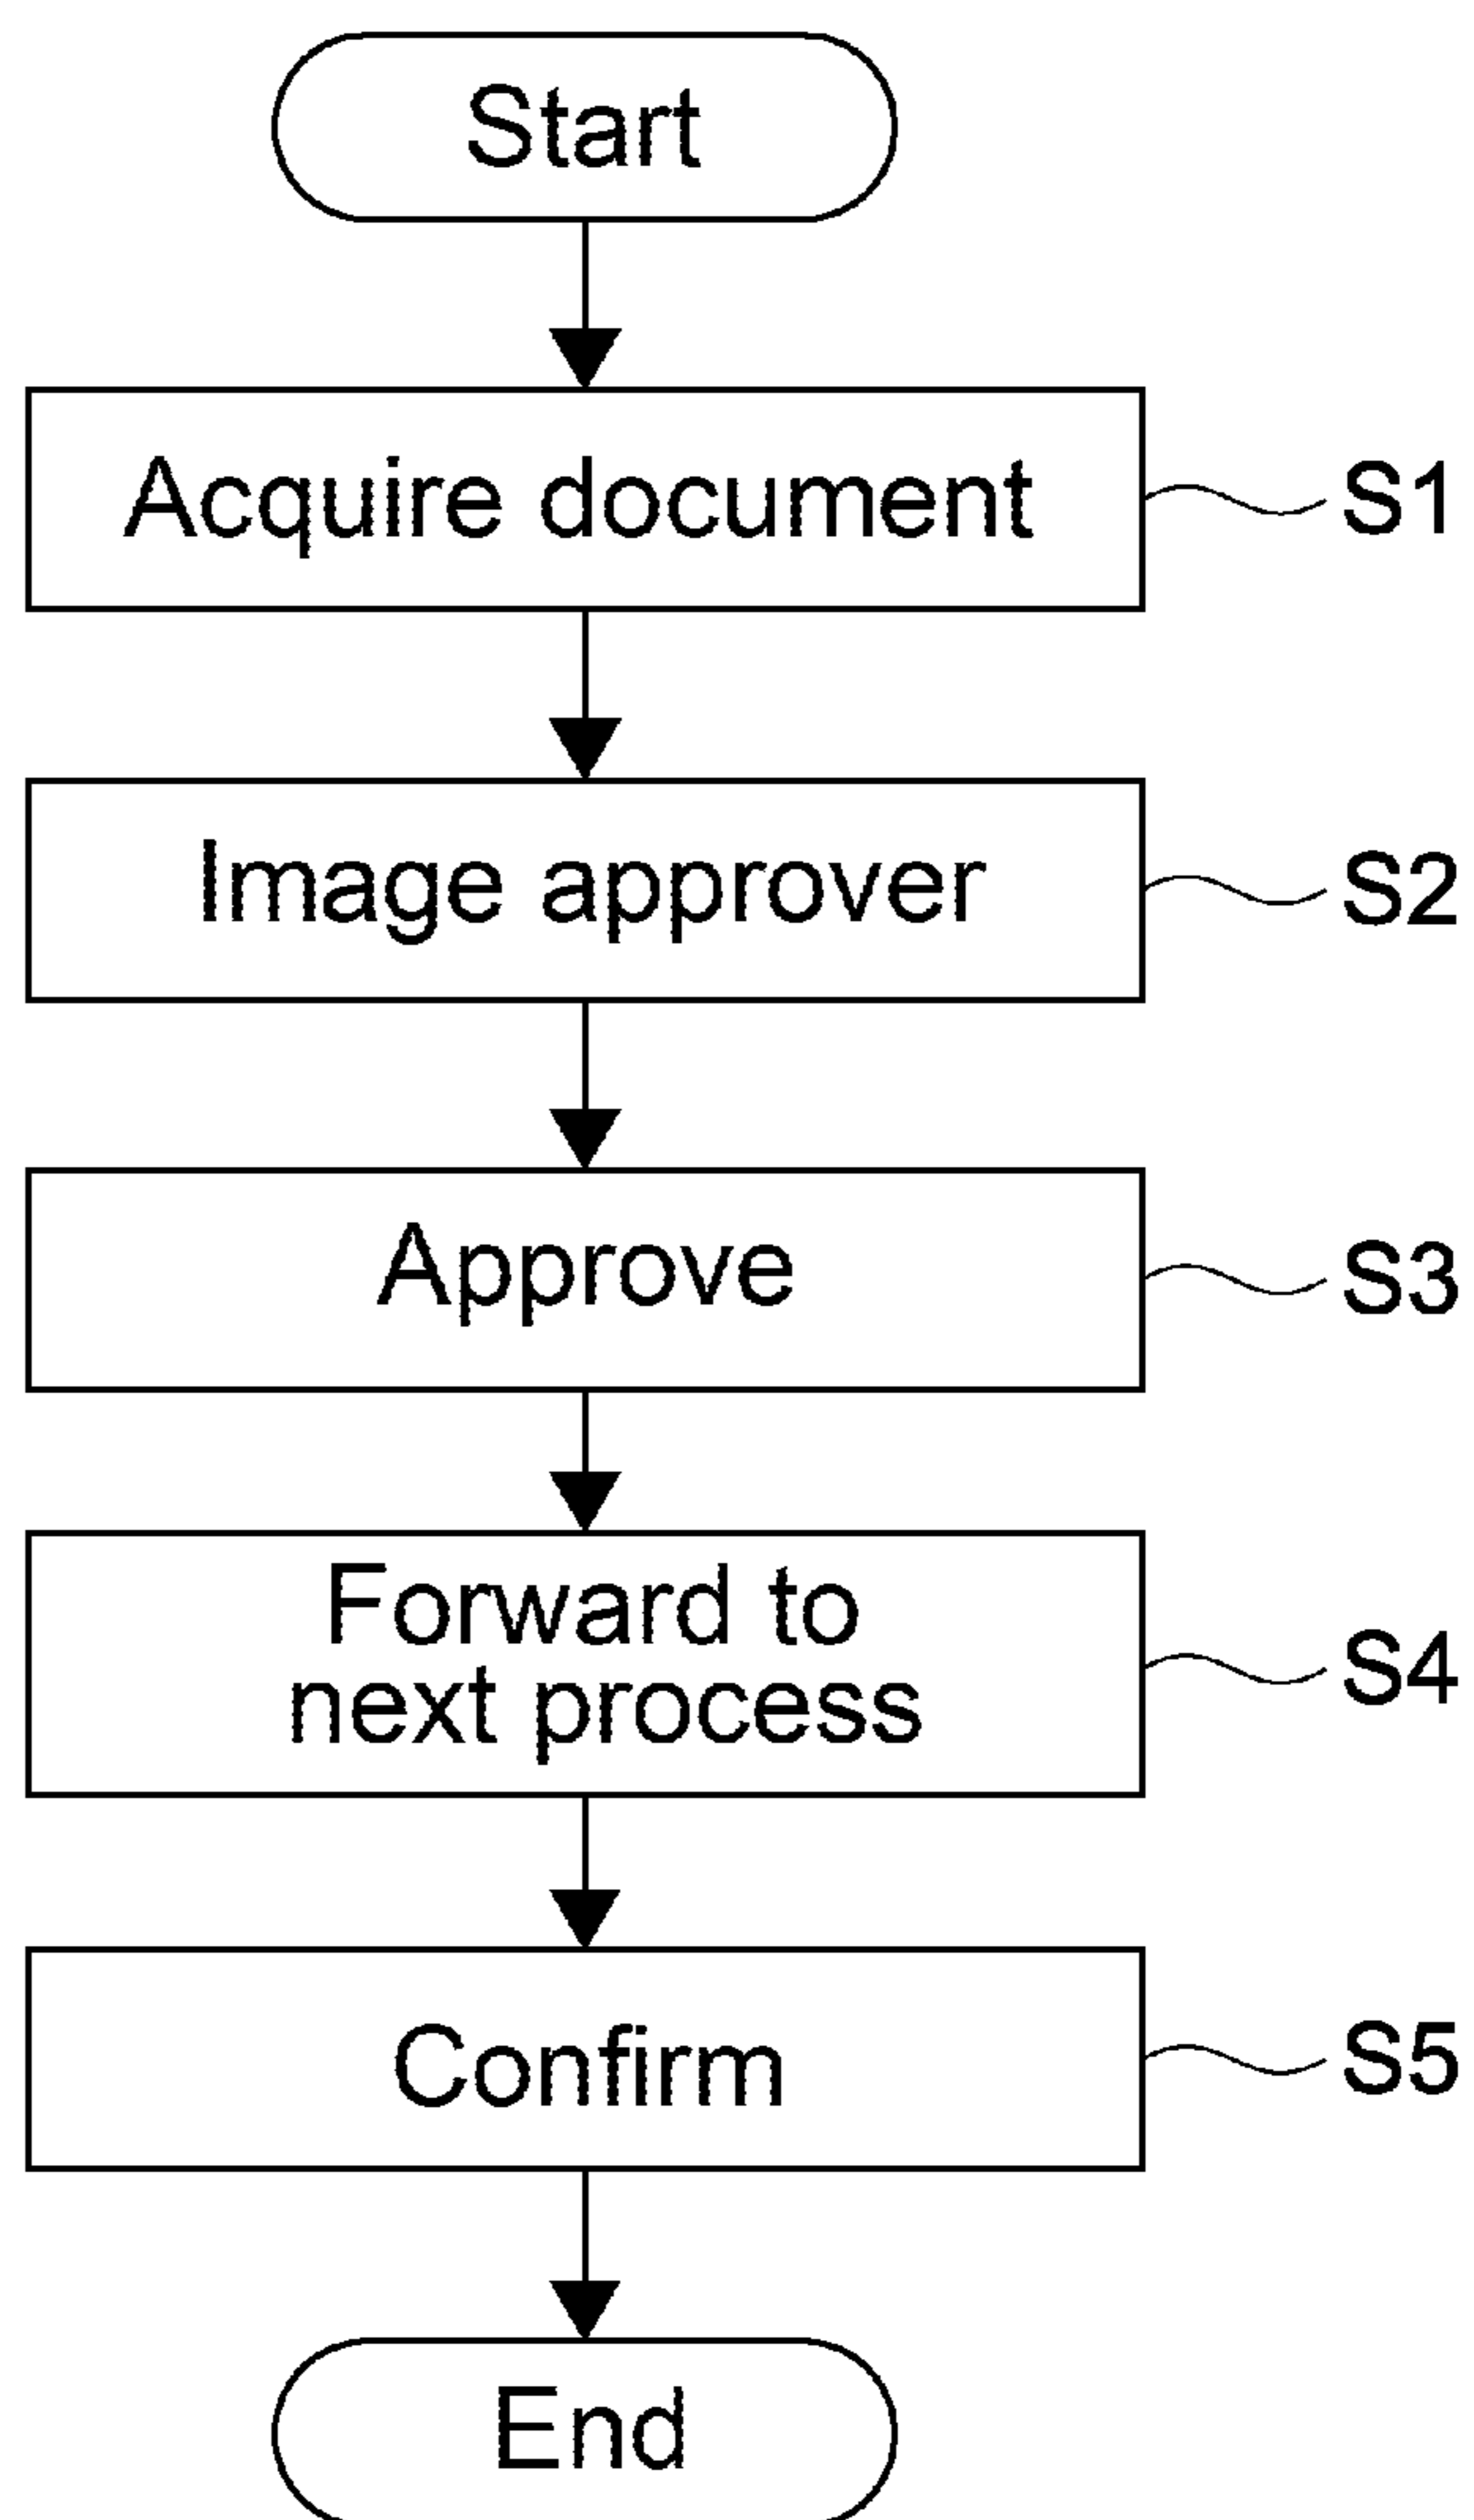 Start
Acquire document
S1
Image approver
S2
Approve
S3
Forward to
next process
S4
Confirm
S5
End